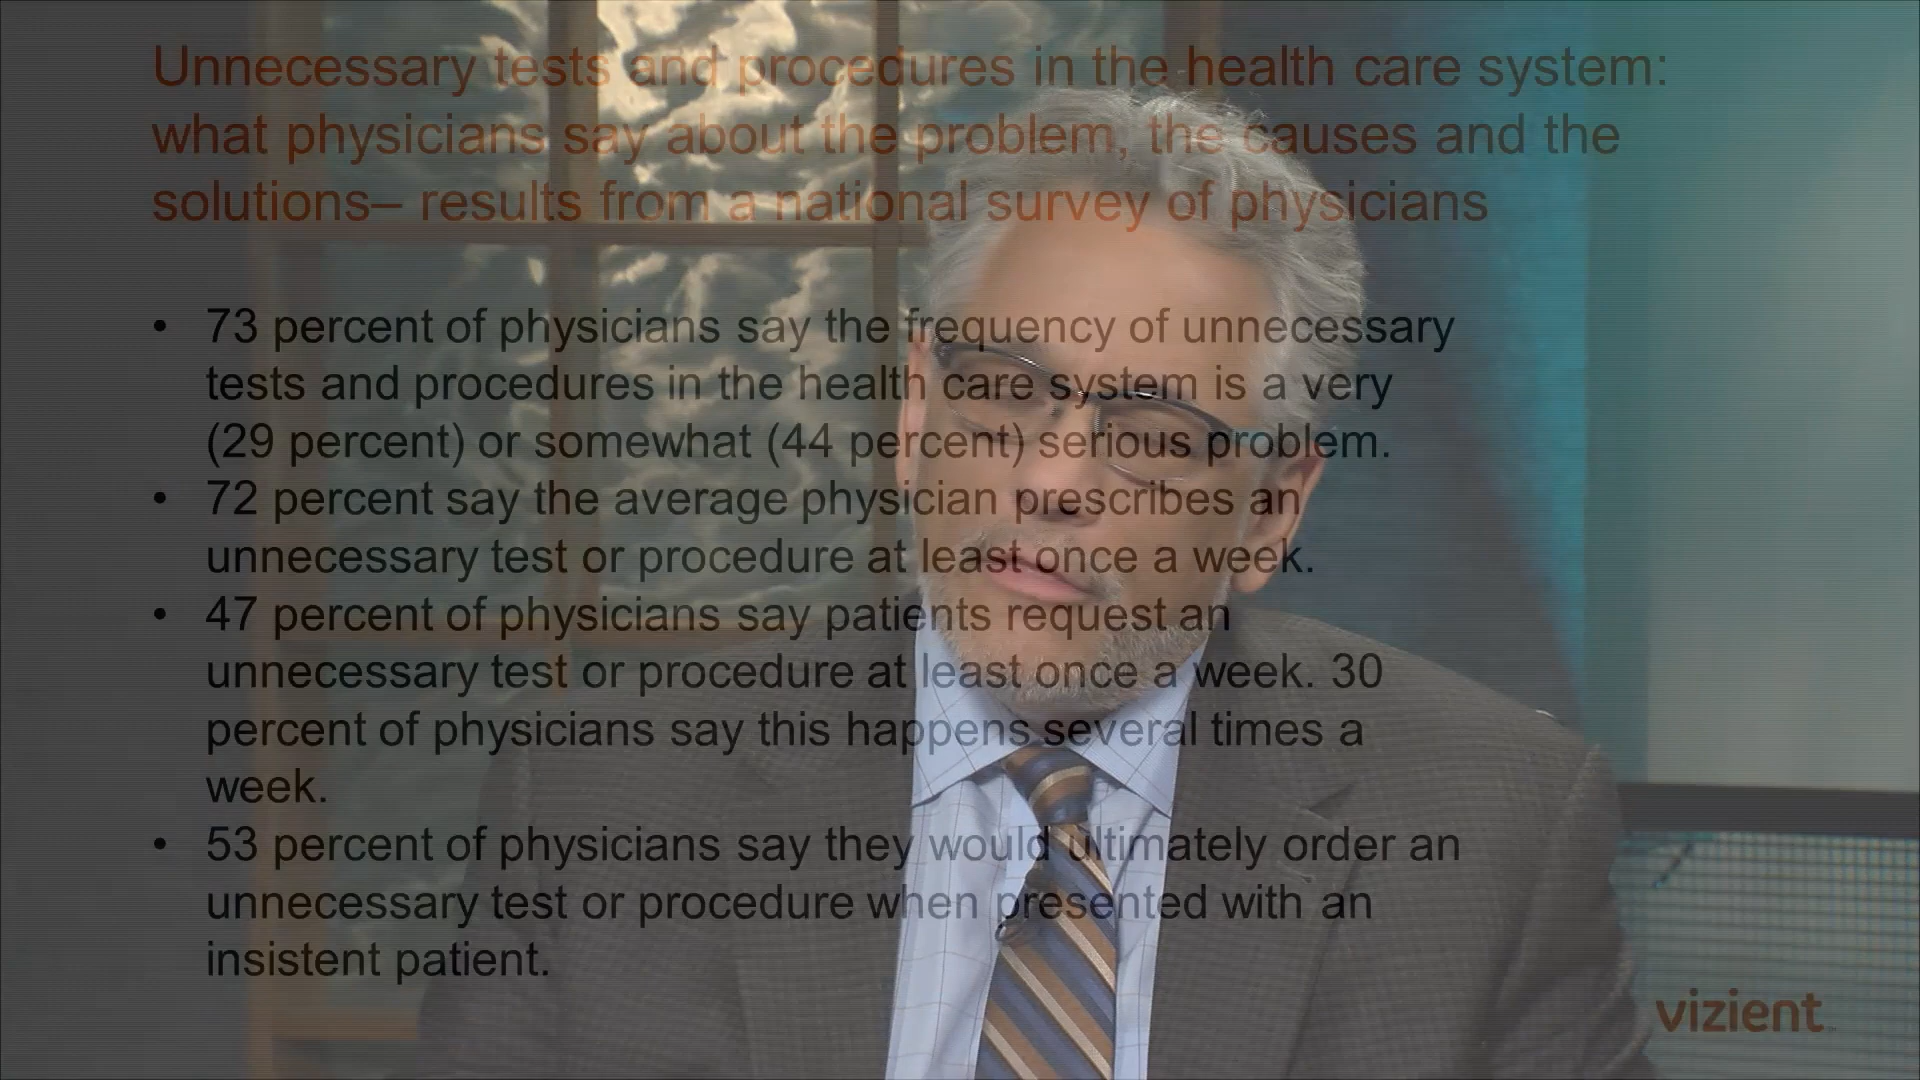 Unnecessary tests and procedures in the health care system:
what physicians say about the problem, the causes and the
solutions– results from a national survey of physicians
• 73 percent of physicians say the frequency of unnecessary
tests and procedures in the health care system is a very
(29 percent) or somewhat (44 percent) serious problem.
• 72 percent say the average physician prescribes an
unnecessary test or procedure at least once a week.
• 47 percent of physicians say patients request an
unnecessary test or procedure at least once a week. 30
percent of physicians say this happens several times a
week.
• 53 percent of physicians say they would ultimately order an
unnecessary test or procedure when presented with an
insistent patient.
vizient